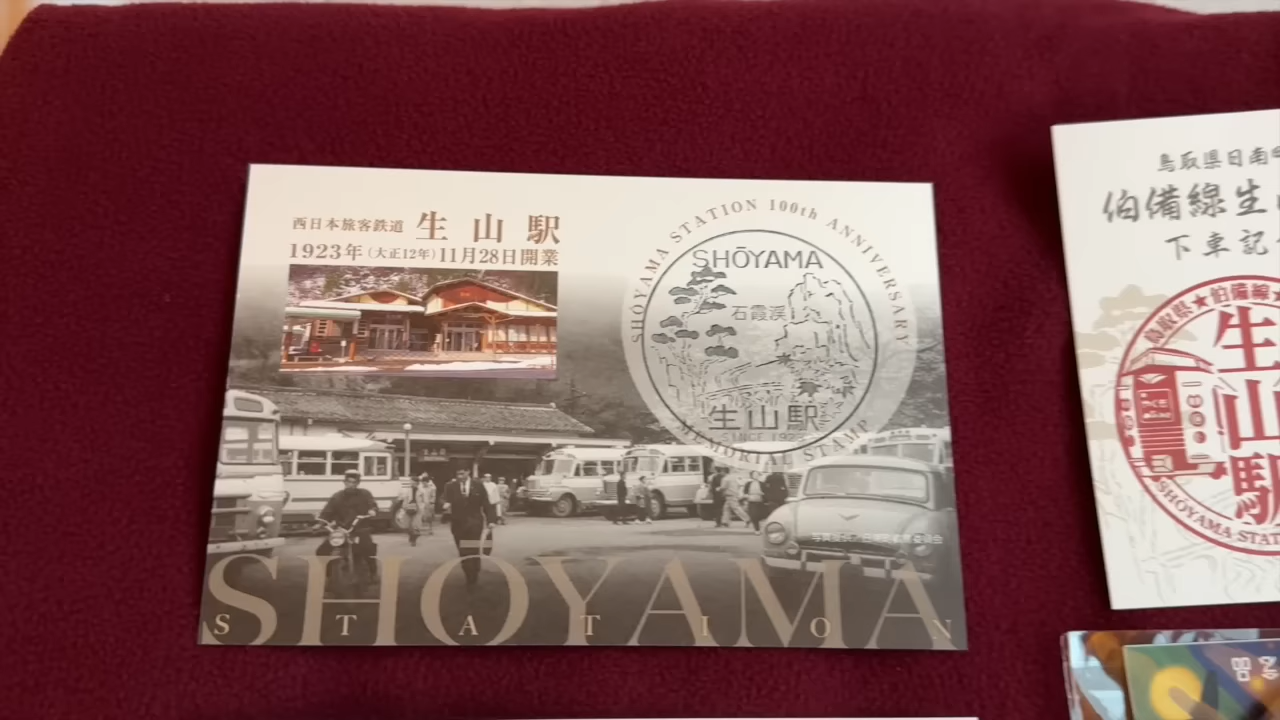 西日本旅客鉄道 生山駅
1923年(大正12年)11月28日開業
SHOYAMA STATION 100th ANNIVERSARY
SHŌYAMA
石霞渓
生山駅
SINCE 1923
MEMORIAL STAMP
SHŌYAMA
STATION
鳥取県日南
伯備線生
下車記
鳥取県★伯備線★
生山駅
SHOYAMA STAT